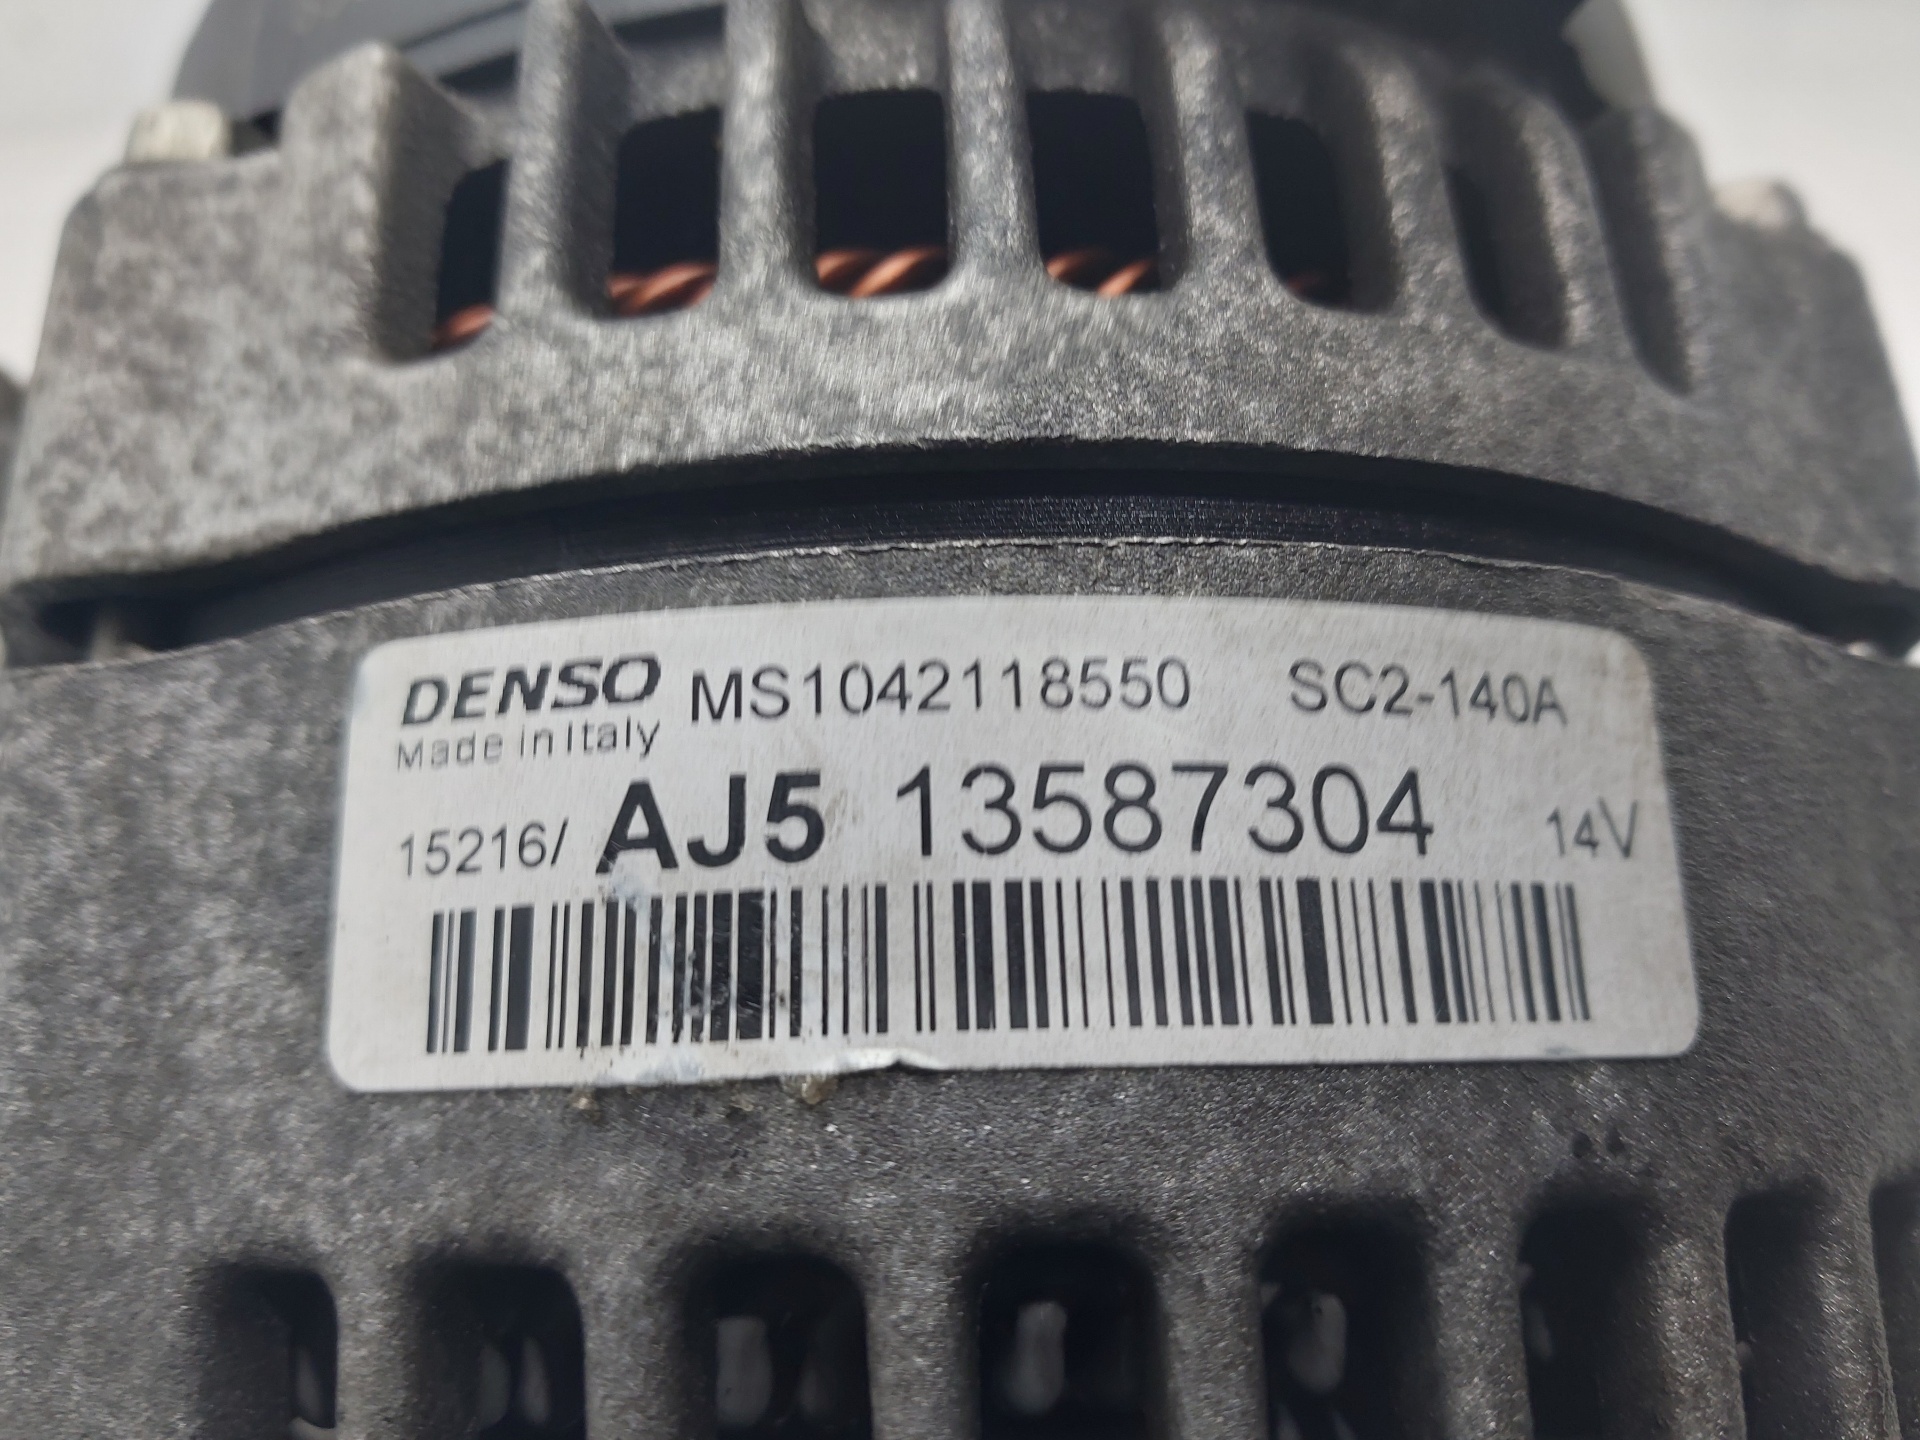 DENSO MS1042118550 SC2-140A
Made in Italy
15216/ AJ5 13587304 14V